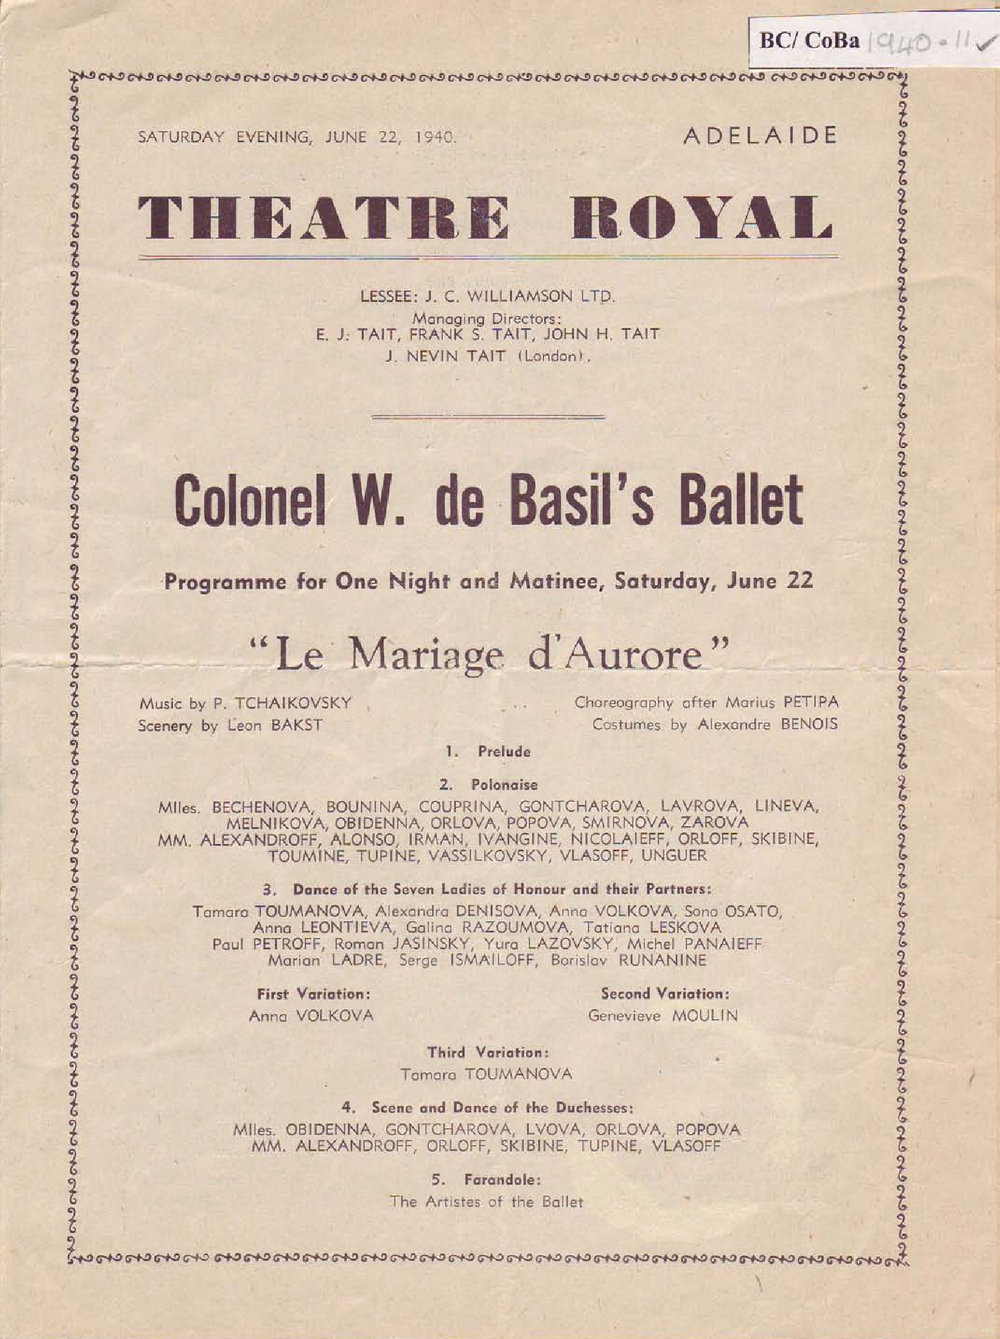 BC/ CoBa 1940.11 ✓
SATURDAY EVENING, JUNE 22, 1940. ADELAIDE
THEATRE ROYAL
LESSEE: J. C. WILLIAMSON LTD.
Managing Directors:
E. J. TAIT, FRANK S. TAIT, JOHN H. TAIT
J. NEVIN TAIT (London).
Colonel W. de Basil's Ballet
Programme for One Night and Matinee, Saturday, June 22
"Le Mariage d'Aurore"
Music by P. TCHAIKOVSKY Choreography after Marius PETIPA
Scenery by Leon BAKST Costumes by Alexandre BENOIS
1. Prelude
2. Polonaise
Mlles. BECHENOVA, BOUNINA, COUPRINA, GONTCHAROVA, LAVROVA, LINEVA,
MELNIKOVA, OBIDENNA, ORLOVA, POPOVA, SMIRNOVA, ZAROVA
MM. ALEXANDROFF, ALONSO, IRMAN, IVANGINE, NICOLAIEFF, ORLOFF, SKIBINE,
TOUMINE, TUPINE, VASSILKOVSKY, VLASOFF, UNGUER
3. Dance of the Seven Ladies of Honour and their Partners:
Tamara TOUMANOVA, Alexandra DENISOVA, Anna VOLKOVA, Sono OSATO,
Anna LEONTIEVA, Galina RAZOUMOVA, Tatiana LESKOVA
Paul PETROFF, Roman JASINSKY, Yura LAZOVSKY, Michel PANAIEFF
Marian LADRE, Serge ISMAILOFF, Borislav RUNANINE
First Variation: Second Variation:
Anna VOLKOVA Genevieve MOULIN
Third Variation:
Tamara TOUMANOVA
4. Scene and Dance of the Duchesses:
Mlles. OBIDENNA, GONTCHAROVA, LVOVA, ORLOVA, POPOVA
MM. ALEXANDROFF, ORLOFF, SKIBINE, TUPINE, VLASOFF
5. Farandole:
The Artistes of the Ballet